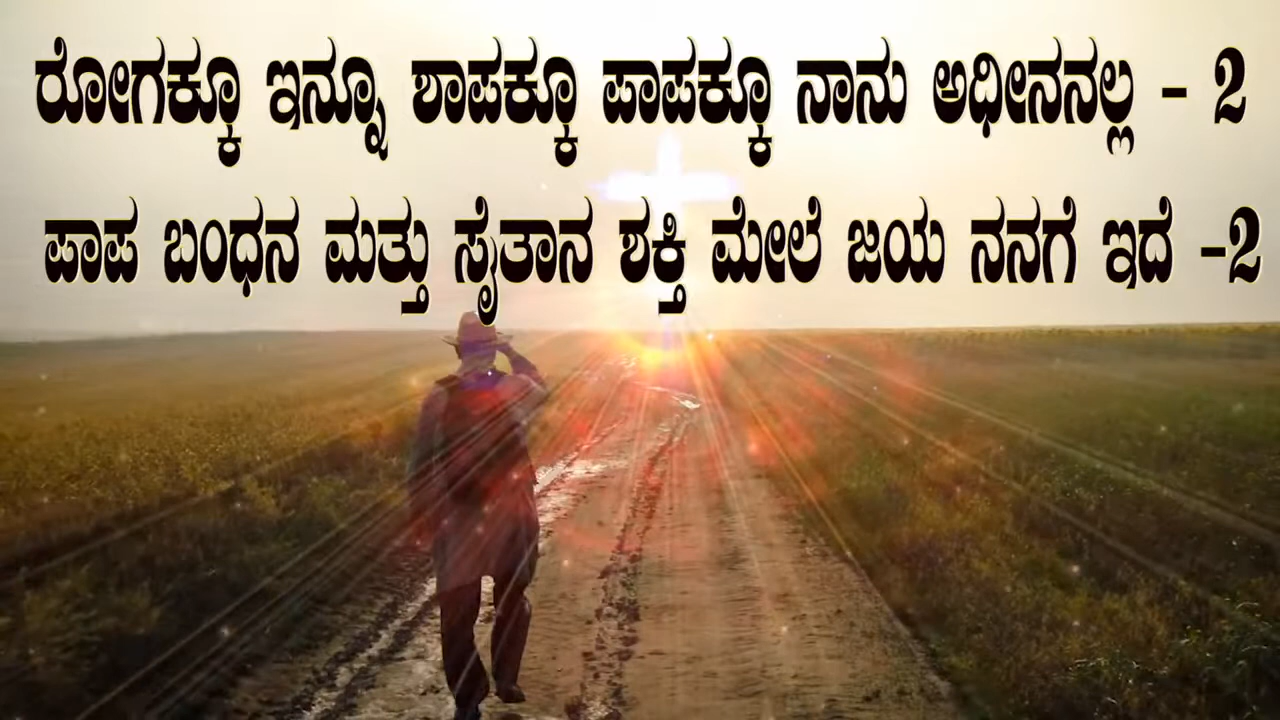 ರೋಗಕ್ಕೂ ಇನ್ನೂ ಶಾಪಕ್ಕೂ ಪಾಪಕ್ಕೂ ನಾನು ಅಧೀನನಲ್ಲ - 2
ಪಾಪ ಬಂಧನ ಮತ್ತು ಸೈತಾನ ಶಕ್ತಿ ಮೇಲೆ ಜಯ ನನಗೆ ಇದೆ -2